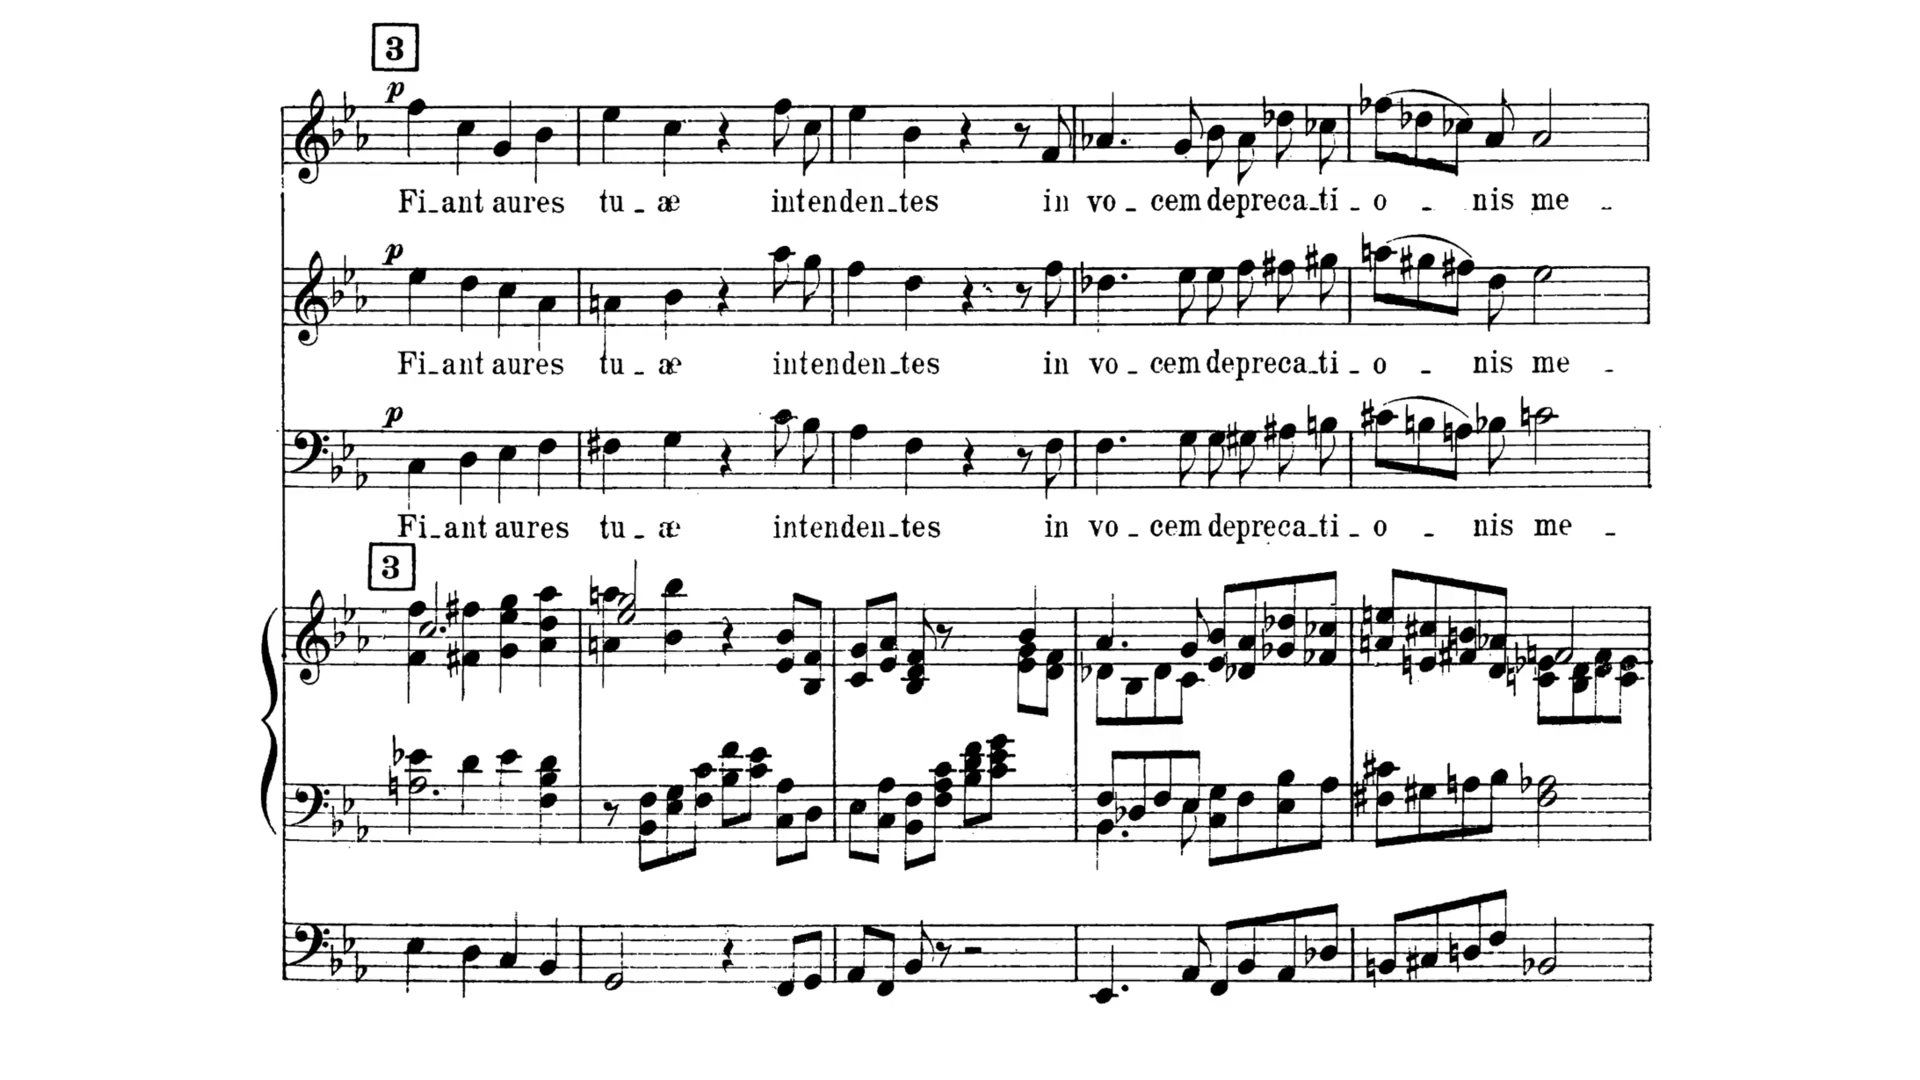 3
p
Fi_ant aures tu_æ intenden_tes in vo_cem depreca_ti_o_nis me_
p
Fi_ant aures tu_æ intenden_tes in vo_cem depreca_ti_o_nis me_
p
Fi_ant aures tu_æ intenden_tes in vo_cem depreca_ti_o_nis me_
3